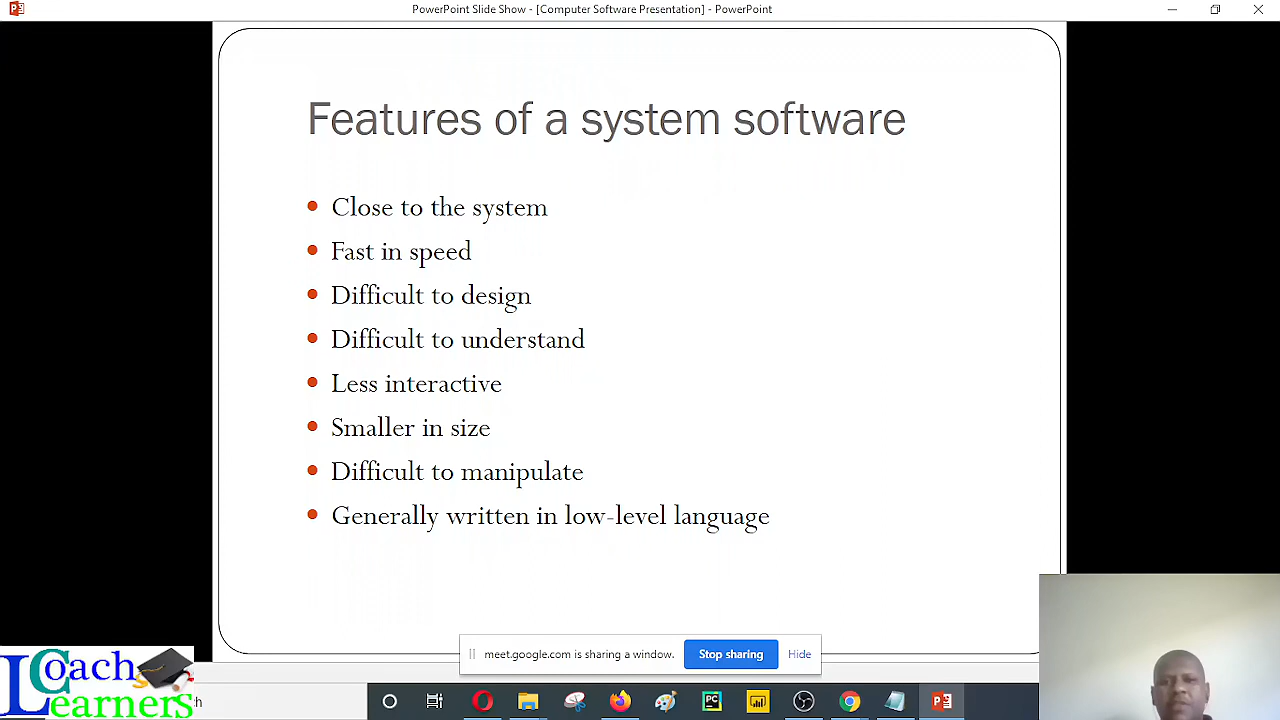 PowerPoint Slide Show - [Computer Software Presentation] - PowerPoint
Features of a system software
Close to the system
Fast in speed
Difficult to design
Difficult to understand
Less interactive
Smaller in size
Difficult to manipulate
Generally written in low-level language
meet.google.com is sharing a window.
Stop sharing
Hide
Coach
Learners
ch
PC